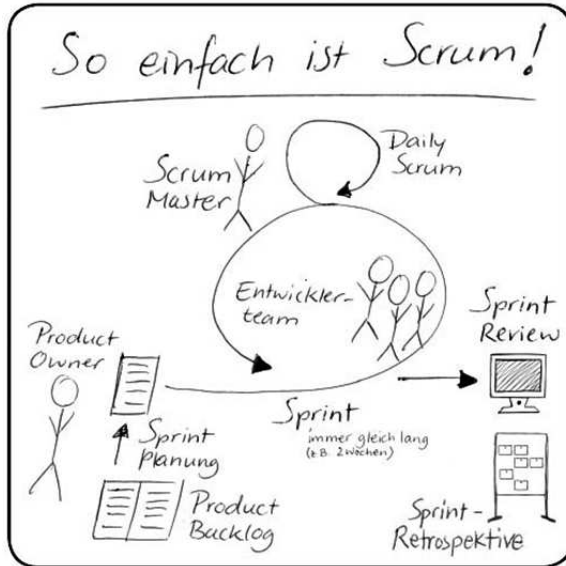 So einfach ist Scrum!
Daily
Scrum
Scrum
Master
Entwickler-
team
Sprint
Review
Product
Owner
Sprint
planung
Sprint
immer gleich lang
(z.B. 2 Wochen)
Product
Backlog
Sprint-
Retrospektive